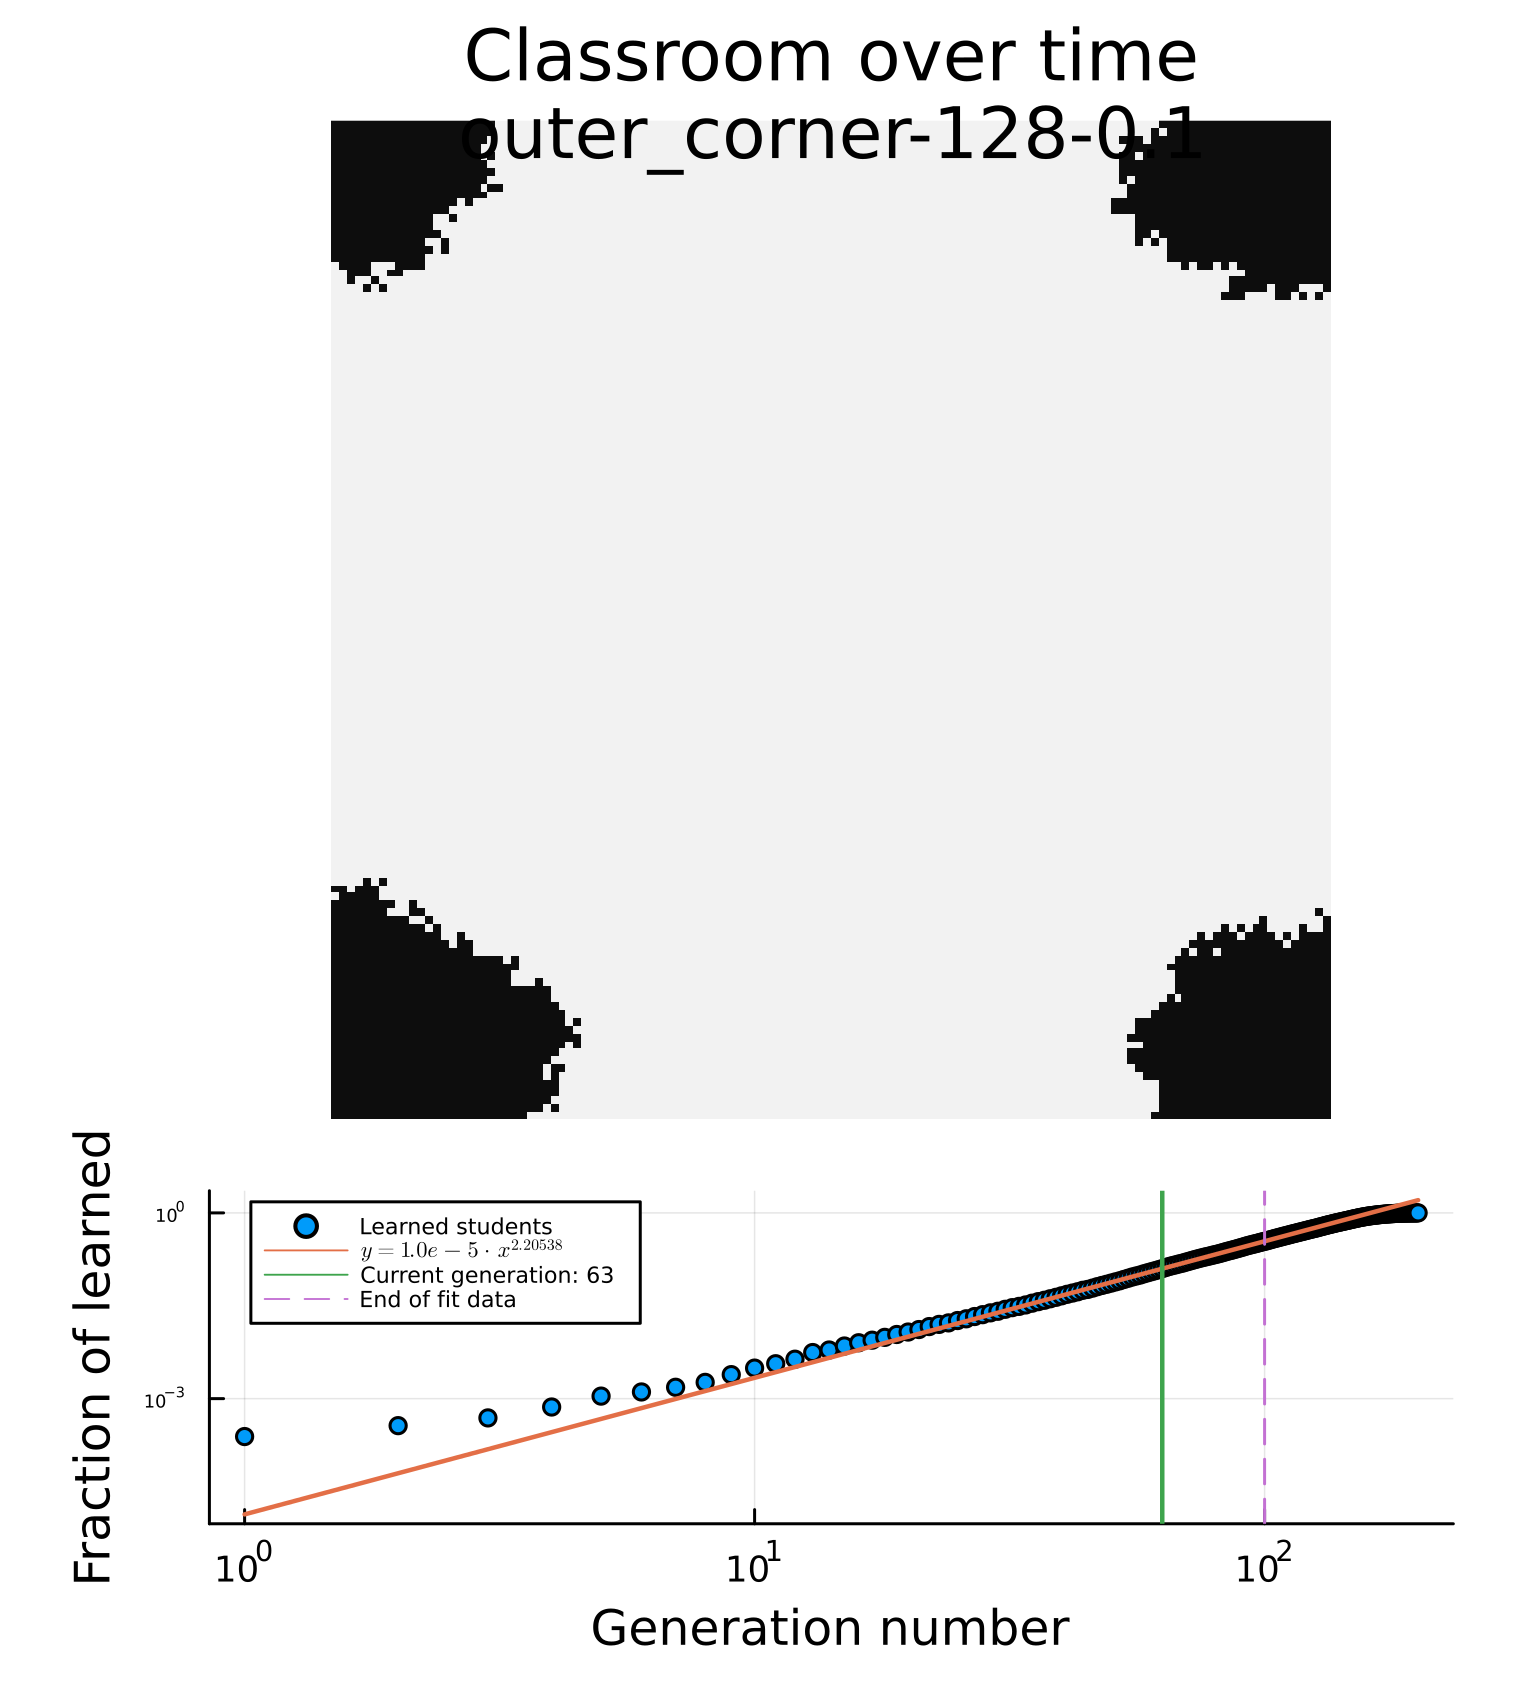 Classroom over time
outer_corner-128-0.1
Fraction of learned
10^0
10^-3
Learned students
y = 1.0e − 5 · x^2.20538
Current generation: 63
End of fit data
10^0
10^1
10^2
Generation number